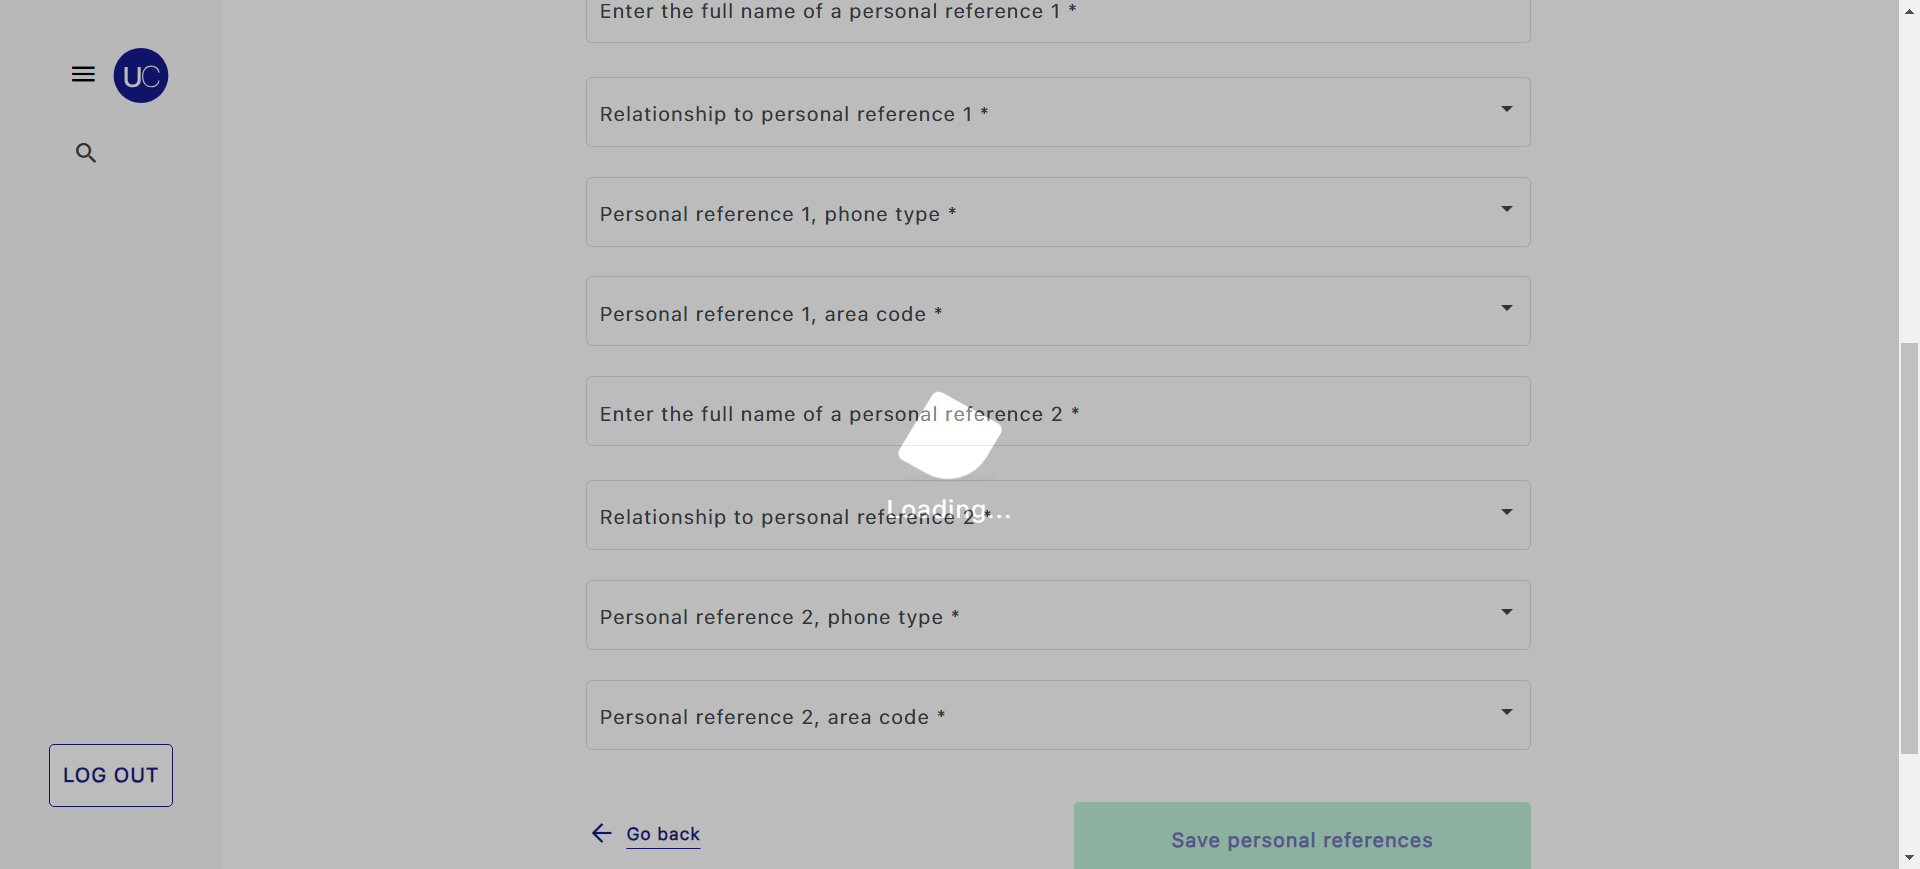 Enter the full name of a personal reference 1 *
UC
Relationship to personal reference 1 *
Personal reference 1, phone type *
Personal reference 1, area code *
Enter the full name of a personal reference 2 *
Loading...
Relationship to personal reference 2 *
Personal reference 2, phone type *
Personal reference 2, area code *
LOG OUT
Go back
Save personal references